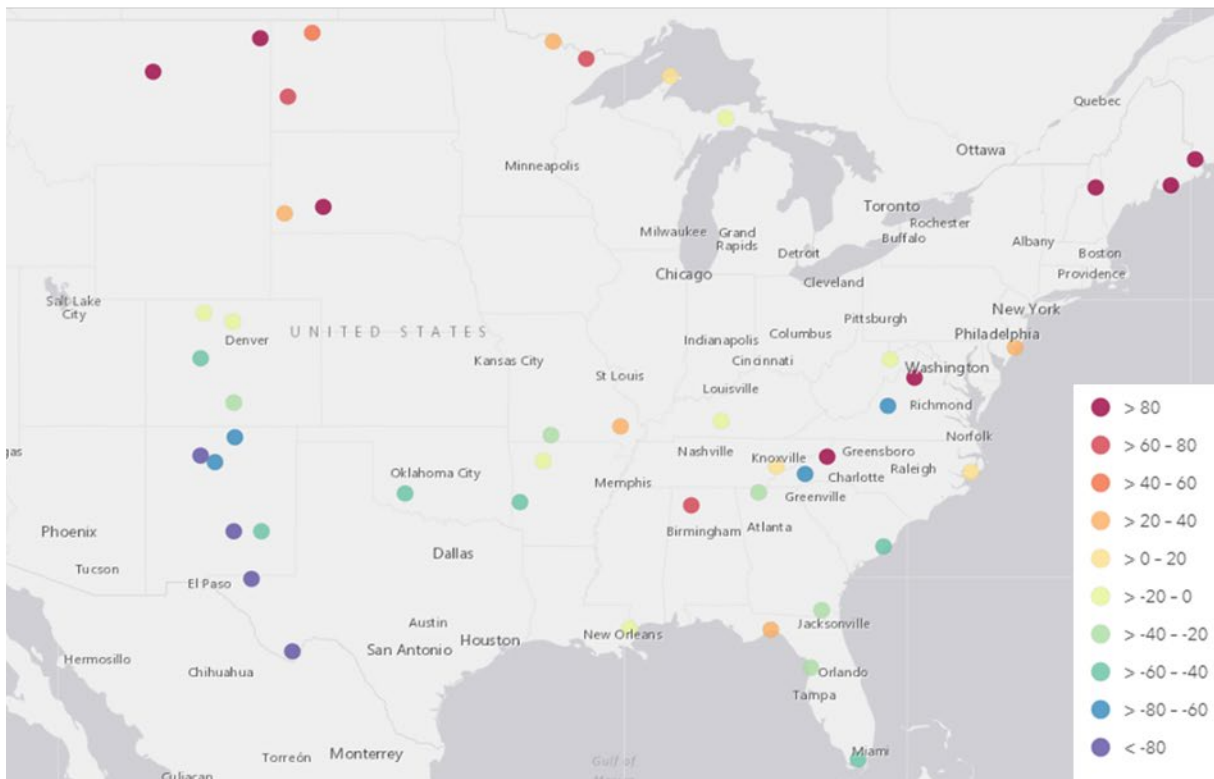 Quebec
Ottawa
Minneapolis
Toronto
Rochester
Milwaukee
Grand
Rapids
Buffalo
Albany
Detroit
Boston
Chicago
Cleveland
Providence
Salt Lake
City
New York
Pittsburgh
UNITED STATES
Denver
Indianapolis
Columbus
Philadelphia
Kansas City
Cincinnati
St Louis
Washington
Louisville
Richmond
Norfolk
Nashville
Knoxville
Greensboro
Raleigh
Oklahoma City
Memphis
Charlotte
Greenville
Phoenix
Birmingham
Atlanta
Dallas
Tucson
El Paso
Austin
Jacksonville
New Orleans
Houston
San Antonio
Hermosillo
Chihuahua
Orlando
Tampa
Miami
Torreón
Monterrey
Gulf of
> 80
> 60 - 80
> 40 - 60
> 20 - 40
> 0 - 20
> -20 - 0
> -40 - -20
> -60 - -40
> -80 - -60
< -80